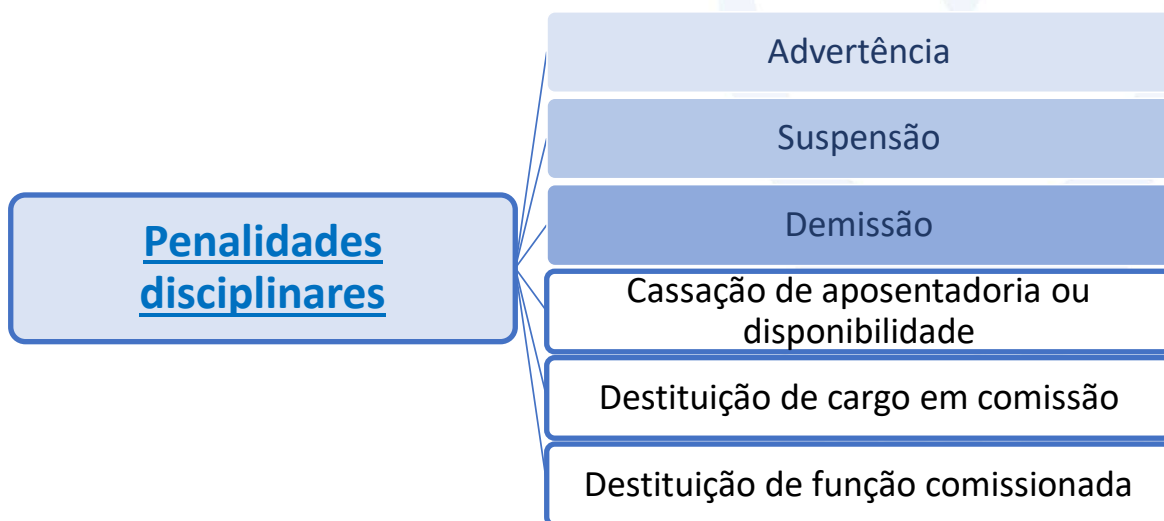 Penalidades
disciplinares
Advertência
Suspensão
Demissão
Cassação de aposentadoria ou
disponibilidade
Destituição de cargo em comissão
Destituição de função comissionada